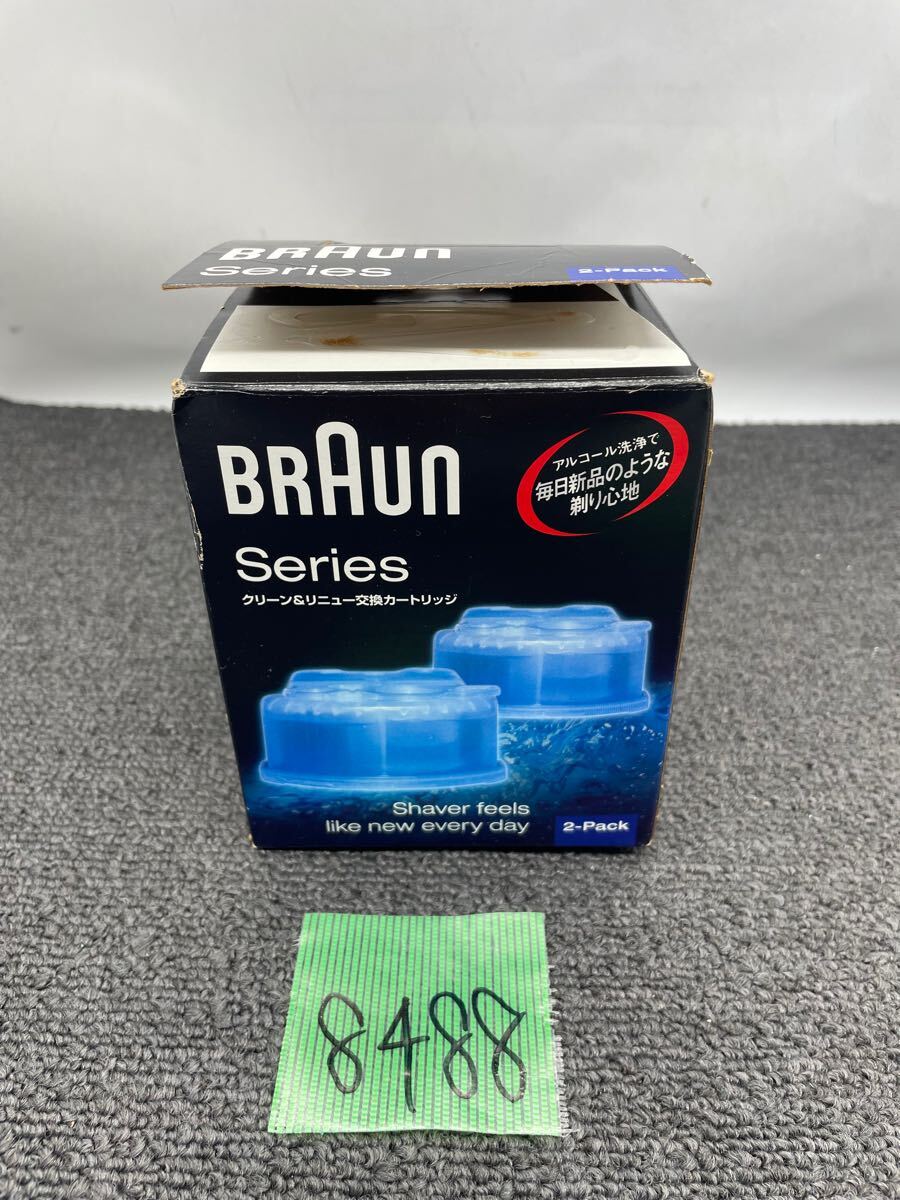 BRAUN
Series
2-Pack
BRAUN
アルコール洗浄で
毎日新品のような
剃り心地
Series
クリーン&リニュー交換カートリッジ
Shaver feels
like new every day
2-Pack
8488